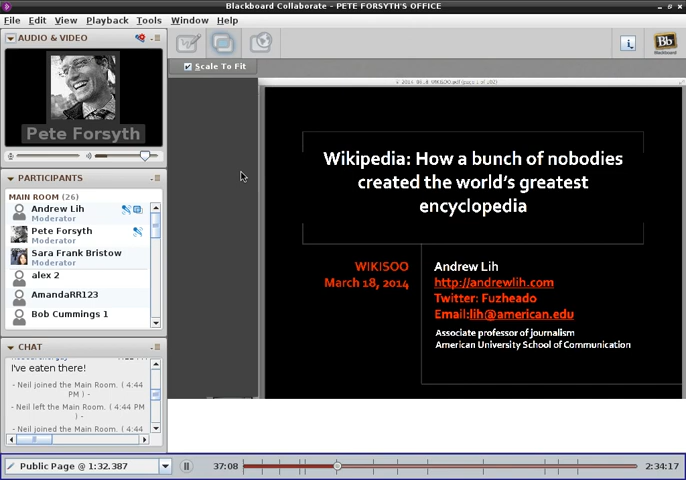 Blackboard Collaborate - PETE FORSYTH'S OFFICE
File Edit View Playback Tools Window Help
AUDIO & VIDEO
Pete Forsyth
Scale To Fit
i
Bb
Blackboard
PARTICIPANTS
MAIN ROOM (26)
Andrew Lih
Moderator
Pete Forsyth
Moderator
Sara Frank Bristow
Moderator
alex 2
AmandaRR123
Bob Cummings 1
CHAT
I've eaten there!
- Neil joined the Main Room. ( 4:44
PM ) -
- Neil left the Main Room. ( 4:44 PM ) -
- Neil joined the Main Room. ( 4:44
Wikipedia: How a bunch of nobodies
created the world's greatest
encyclopedia
WIKISOO
March 18, 2014
Andrew Lih
http://andrewlih.com
Twitter: Fuzheado
Email:lih@american.edu
Associate professor of journalism
American University School of Communication
Public Page @ 1:32.387
37:08
2:34:17